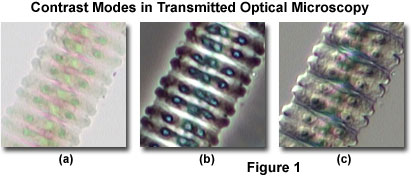 Contrast Modes in Transmitted Optical Microscopy
(a)
(b)
(c)
Figure 1